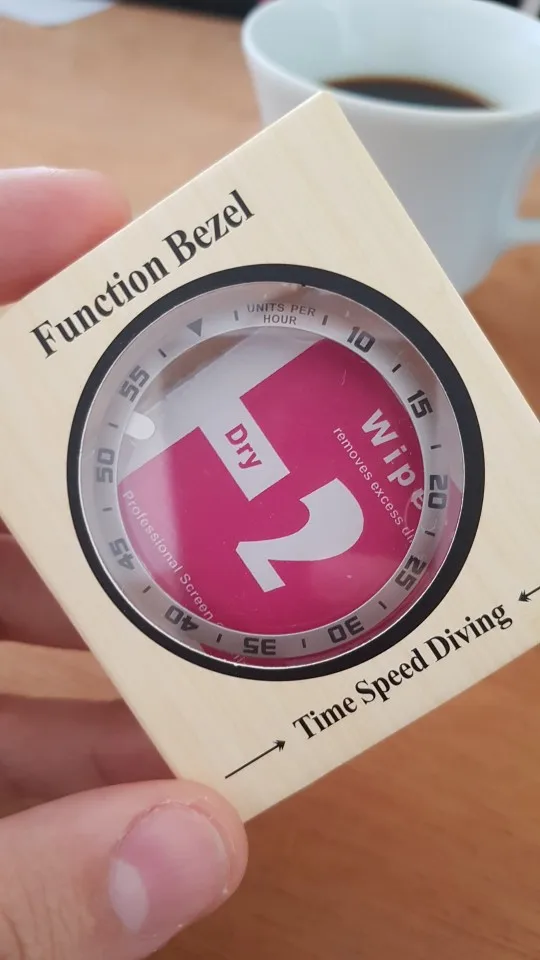 Function Bezel
UNITS PER
HOUR
10
15
20
25
30
35
40
45
50
55
Wipe
removes excess
Dry
2
Professional Screen
Time Speed Diving